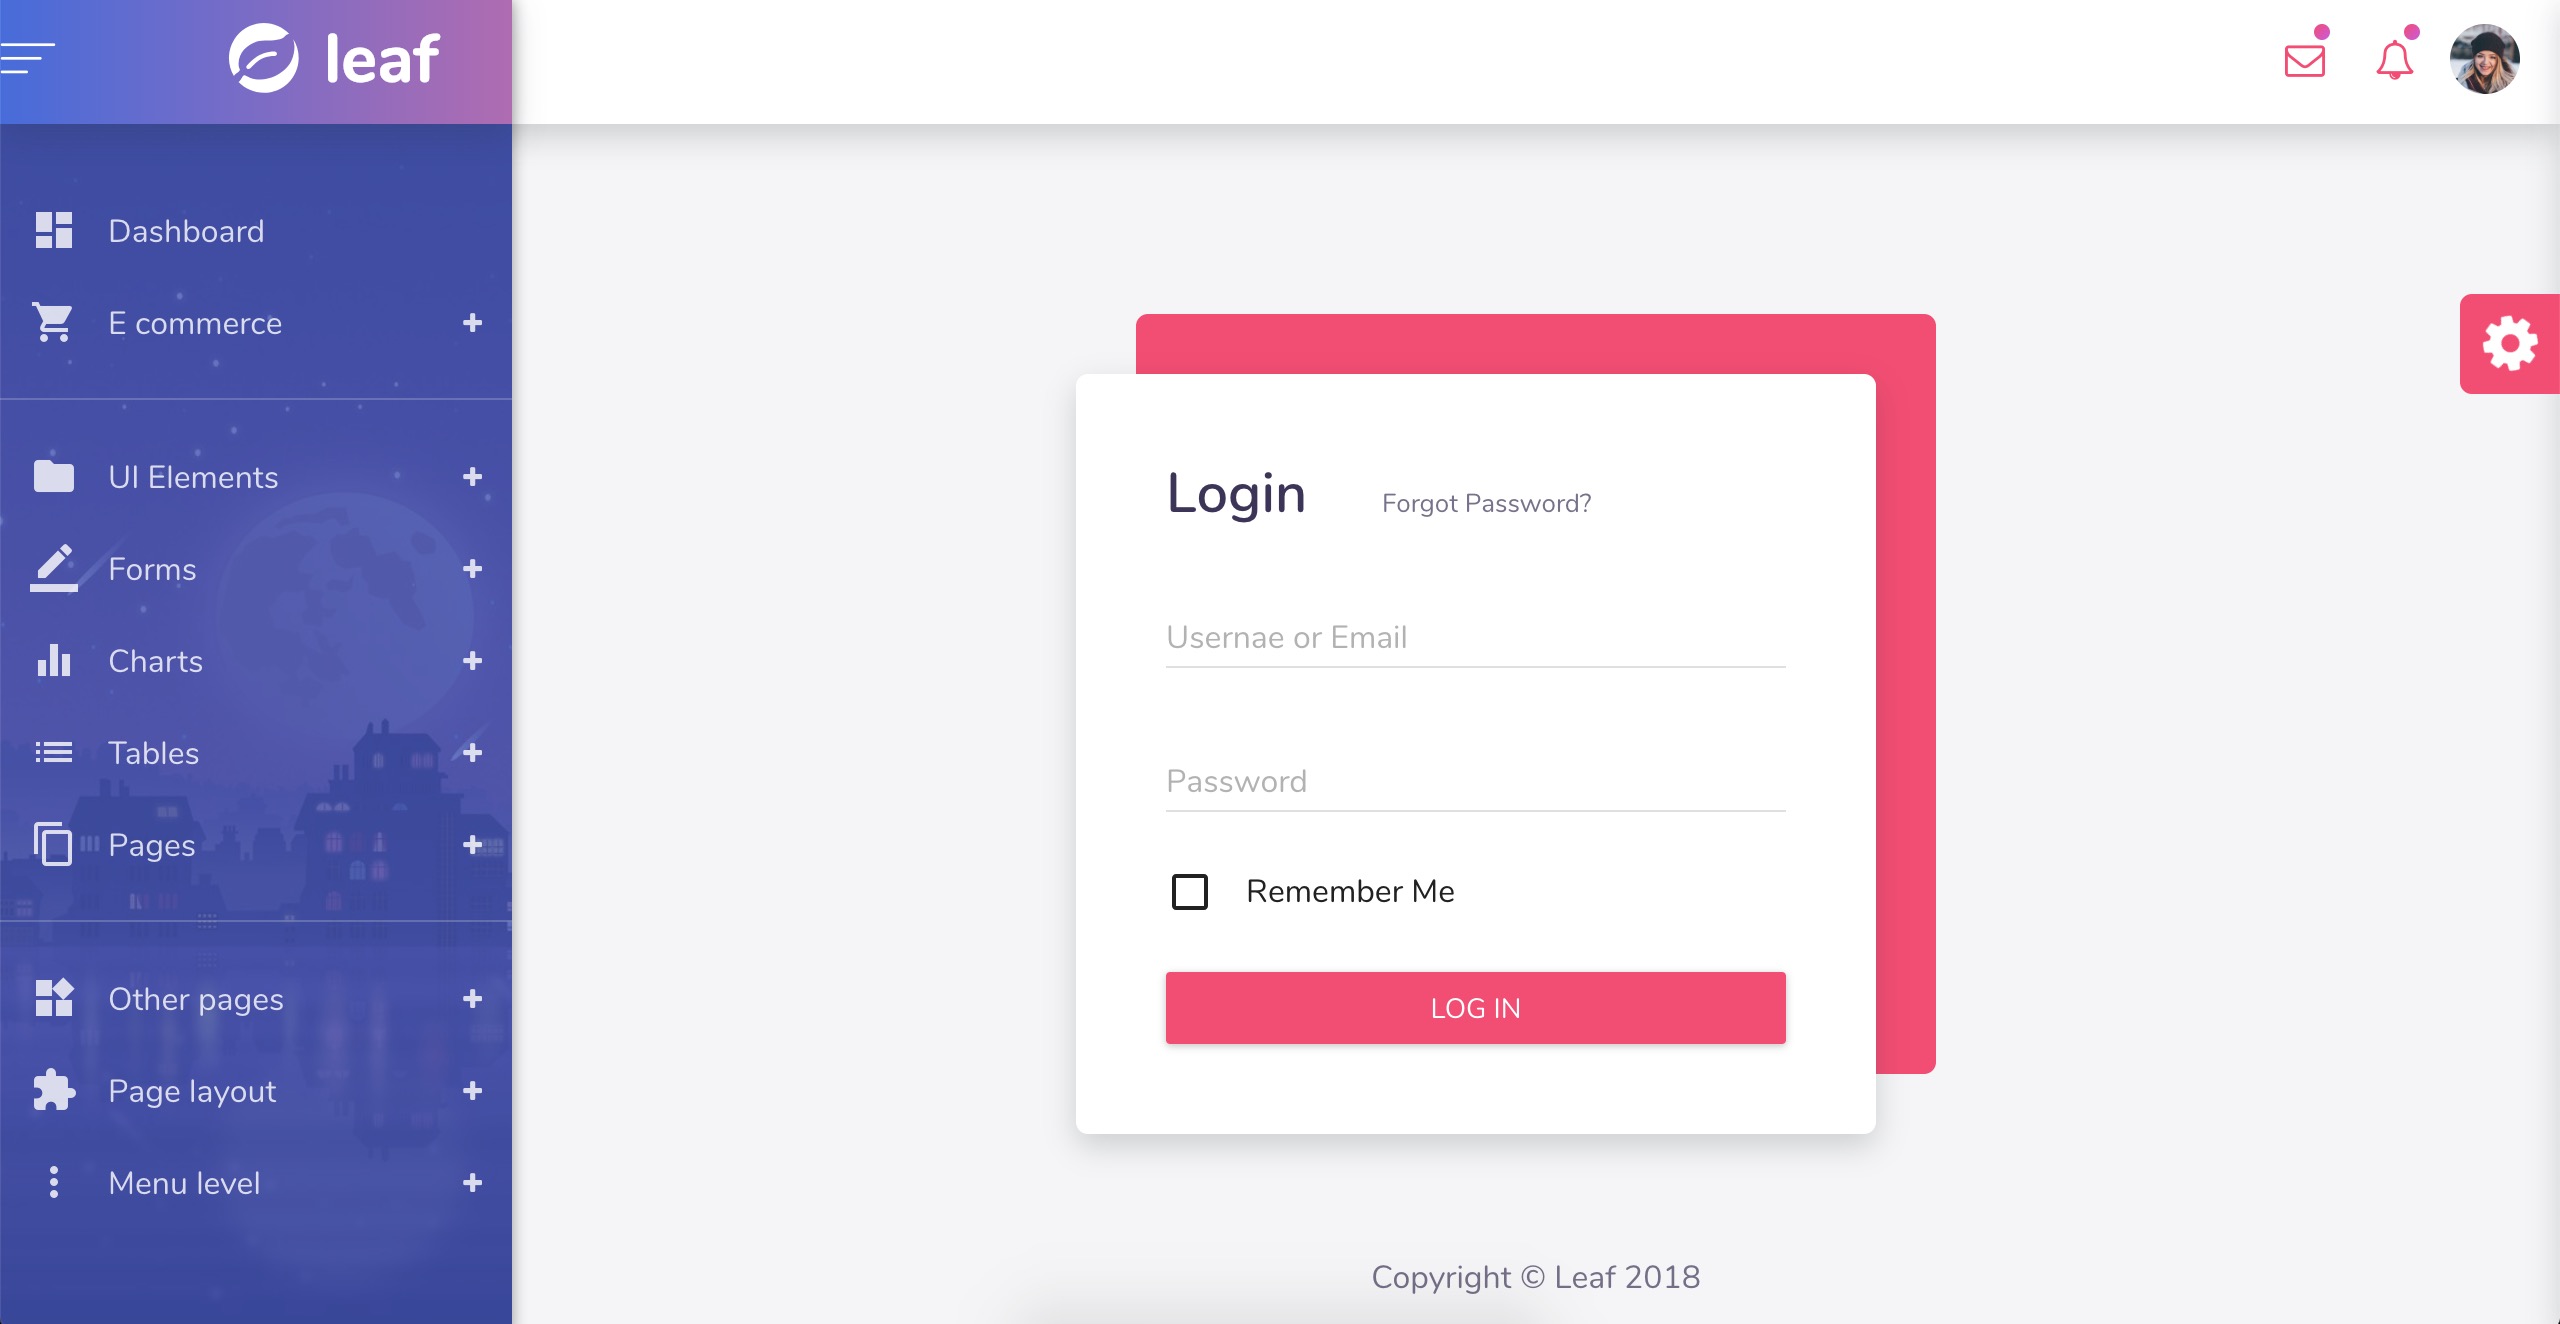 leaf
Dashboard
E commerce
UI Elements
Forms
Charts
Tables
Pages
Other pages
Page layout
Menu level
Login
Forgot Password?
Usernae or Email
Password
Remember Me
LOG IN
Copyright © Leaf 2018